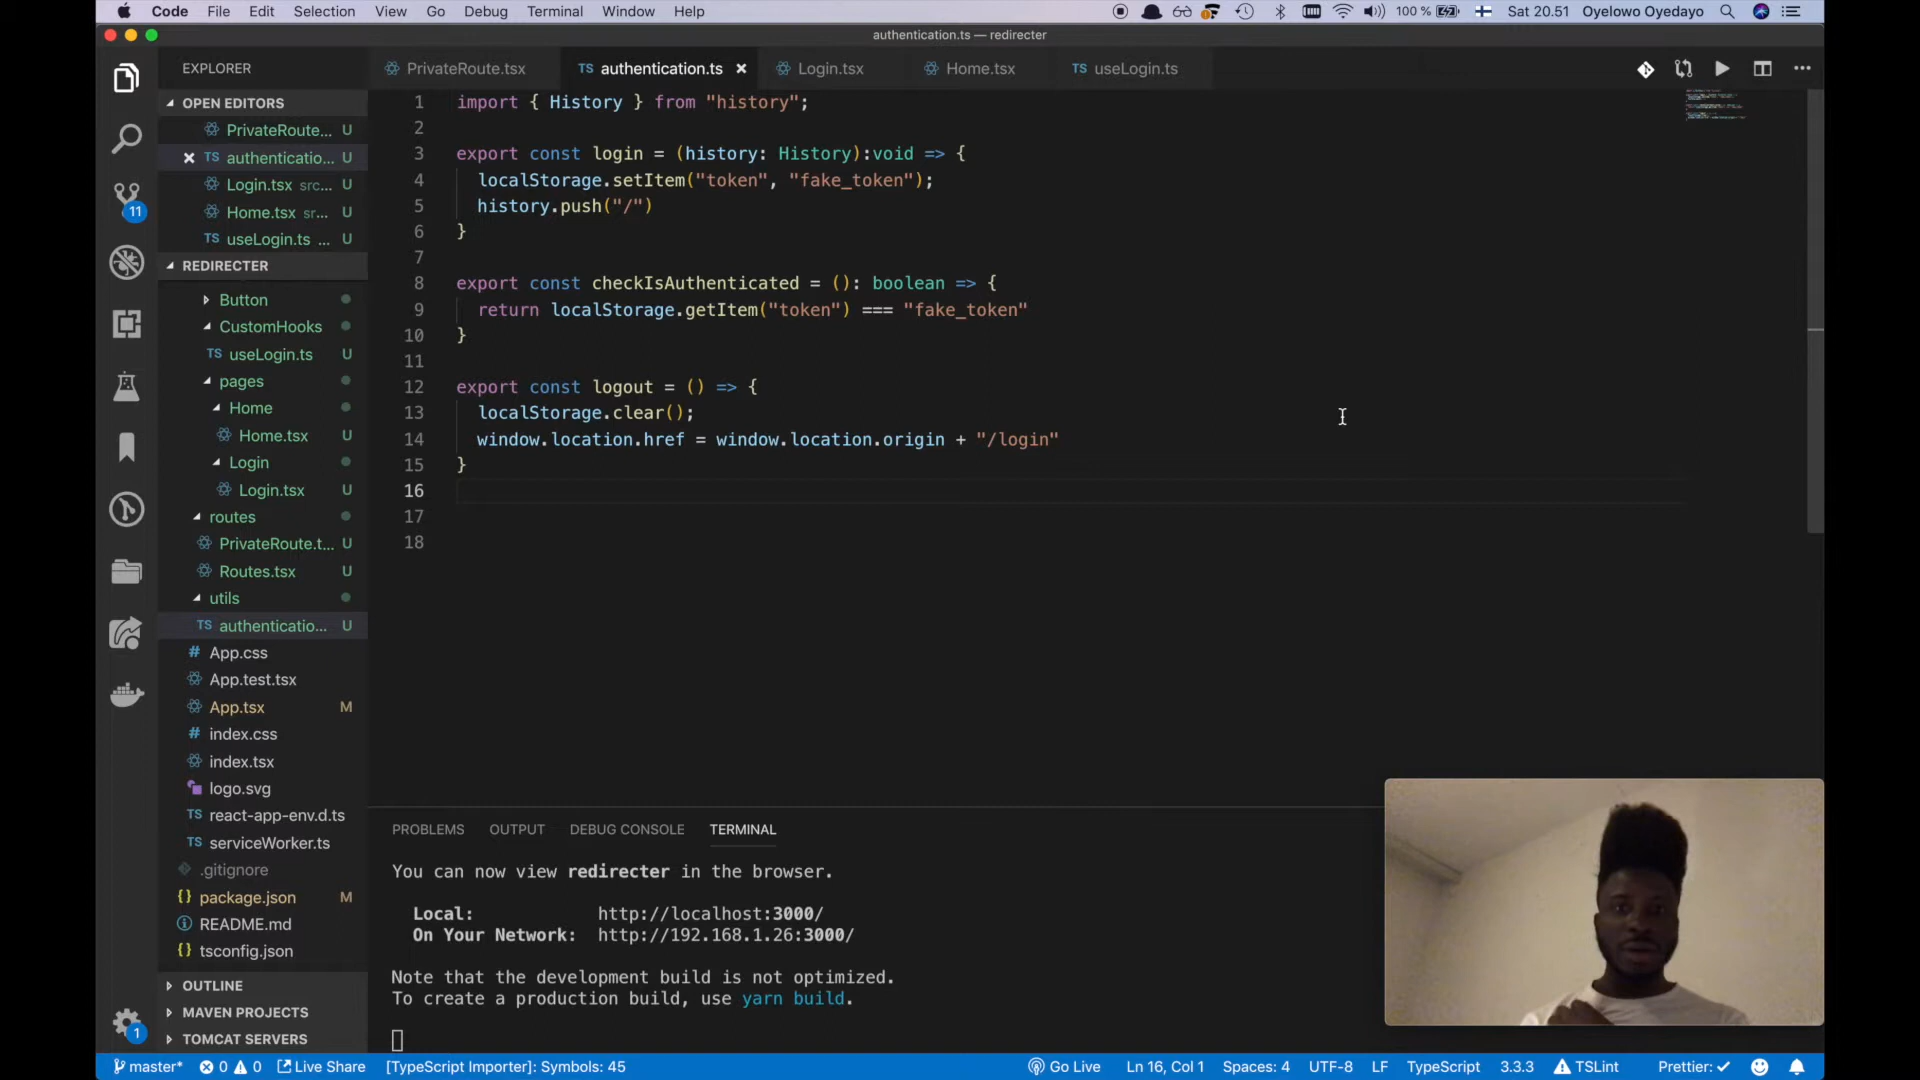 Code File Edit Selection View Go Debug Terminal Window Help 100 % Sat 20.51 Oyelowo Oyedayo
authentication.ts — redirecter
EXPLORER
PrivateRoute.tsx
TS authentication.ts
Login.tsx
Home.tsx
TS useLogin.ts
OPEN EDITORS
PrivateRoute... U
TS authenticatio... U
Login.tsx src... U
Home.tsx sr... U
TS useLogin.ts ... U
REDIRECTER
Button
CustomHooks
TS useLogin.ts U
pages
Home
Home.tsx U
Login
Login.tsx U
routes
PrivateRoute.t... U
Routes.tsx U
utils
TS authenticatio... U
# App.css
App.test.tsx
App.tsx M
# index.css
index.tsx
logo.svg
TS react-app-env.d.ts
TS serviceWorker.ts
.gitignore
{} package.json M
README.md
{} tsconfig.json
OUTLINE
MAVEN PROJECTS
TOMCAT SERVERS
11
1
1 import { History } from "history";
2
3 export const login = (history: History):void => {
4 localStorage.setItem("token", "fake_token");
5 history.push("/")
6 }
7
8 export const checkIsAuthenticated = (): boolean => {
9 return localStorage.getItem("token") === "fake_token"
10 }
11
12 export const logout = () => {
13 localStorage.clear();
14 window.location.href = window.location.origin + "/login"
15 }
16
17
18
PROBLEMS OUTPUT DEBUG CONSOLE TERMINAL
You can now view redirecter in the browser.
Local: http://localhost:3000/
On Your Network: http://192.168.1.26:3000/
Note that the development build is not optimized.
To create a production build, use yarn build.
master* 0 0 Live Share [TypeScript Importer]: Symbols: 45 Go Live Ln 16, Col 1 Spaces: 4 UTF-8 LF TypeScript 3.3.3 TSLint Prettier: ✓